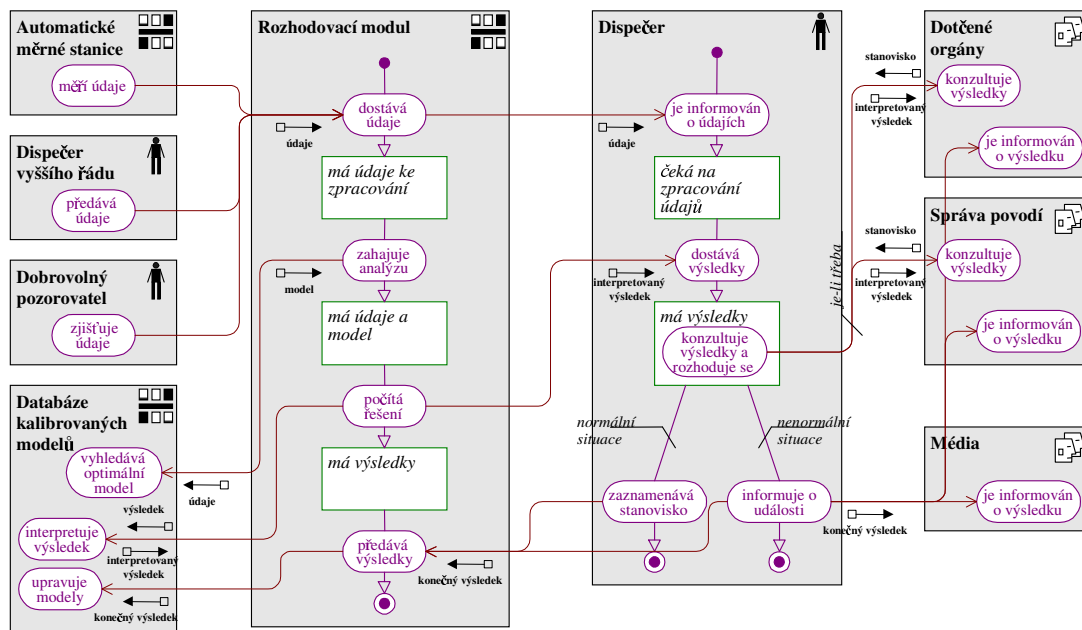 Automatické
měrné stanice
měří údaje
Dispečer
vyššího řádu
předává
údaje
Dobrovolný
pozorovatel
zjišťuje
údaje
Databáze
kalibrovaných
modelů
vyhledává
optimální
model
údaje
výsledek
interpretuje
výsledek
interpretovaný
výsledek
upravuje
modely
konečný výsledek
Rozhodovací modul
dostává
údaje
údaje
má údaje ke
zpracování
zahajuje
analýzu
model
má údaje a
model
počítá
řešení
má výsledky
předává
výsledky
konečný výsledek
Dispečer
je informován
o údajích
údaje
čeká na
zpracování
údajů
dostává
výsledky
interpretovaný
výsledek
má výsledky
konzultuje
výsledky a
rozhoduje se
je-li třeba
normální
situace
nenormální
situace
zaznamenává
stanovisko
informuje o
události
konečný výsledek
Dotčené
orgány
stanovisko
konzultuje
výsledky
interpretovaný
výsledek
je informován
o výsledku
Správa povodí
stanovisko
konzultuje
výsledky
interpretovaný
výsledek
je informován
o výsledku
Média
je informován
o výsledku